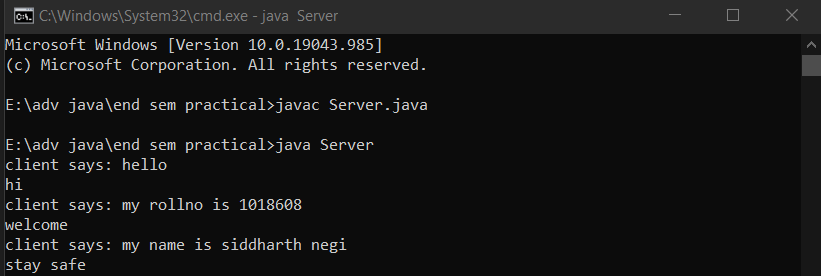 C:\Windows\System32\cmd.exe - java  Server
Microsoft Windows [Version 10.0.19043.985]
(c) Microsoft Corporation. All rights reserved.
E:\adv java\end sem practical>javac Server.java
E:\adv java\end sem practical>java Server
client says: hello
hi
client says: my rollno is 1018608
welcome
client says: my name is siddharth negi
stay safe